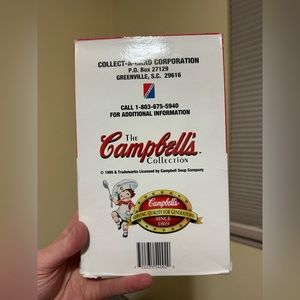 COLLECT-A-CARD CORPORATION
P.O. Box 27129
GREENVILLE, S.C. 29616
CALL 1-803-675-5940
FOR ADDITIONAL INFORMATION
The
Campbell's
Collection
© 1995 & Trademarks Licensed by Campbell Soup Company
Campbell's
SERVING QUALITY FOR GENERATIONS
SINCE
1869